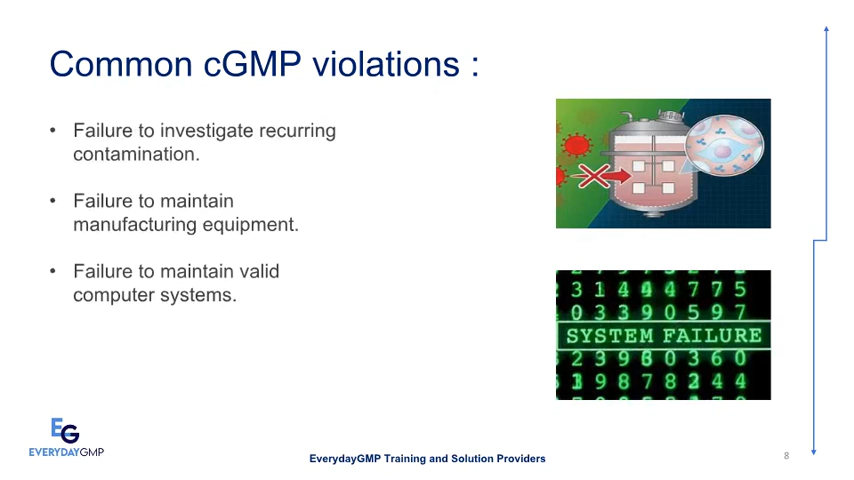 Common cGMP violations :
• Failure to investigate recurring
contamination.
• Failure to maintain
manufacturing equipment.
• Failure to maintain valid
computer systems.
3 1 4 4 4 4 7 7 5
0 3 3 9 0 5 9 7
SYSTEM FAILURE
2 3 9 8 0 3 6 0
9 8 7 8 2 4 4
EG
EVERYDAYGMP
EverydayGMP Training and Solution Providers
8